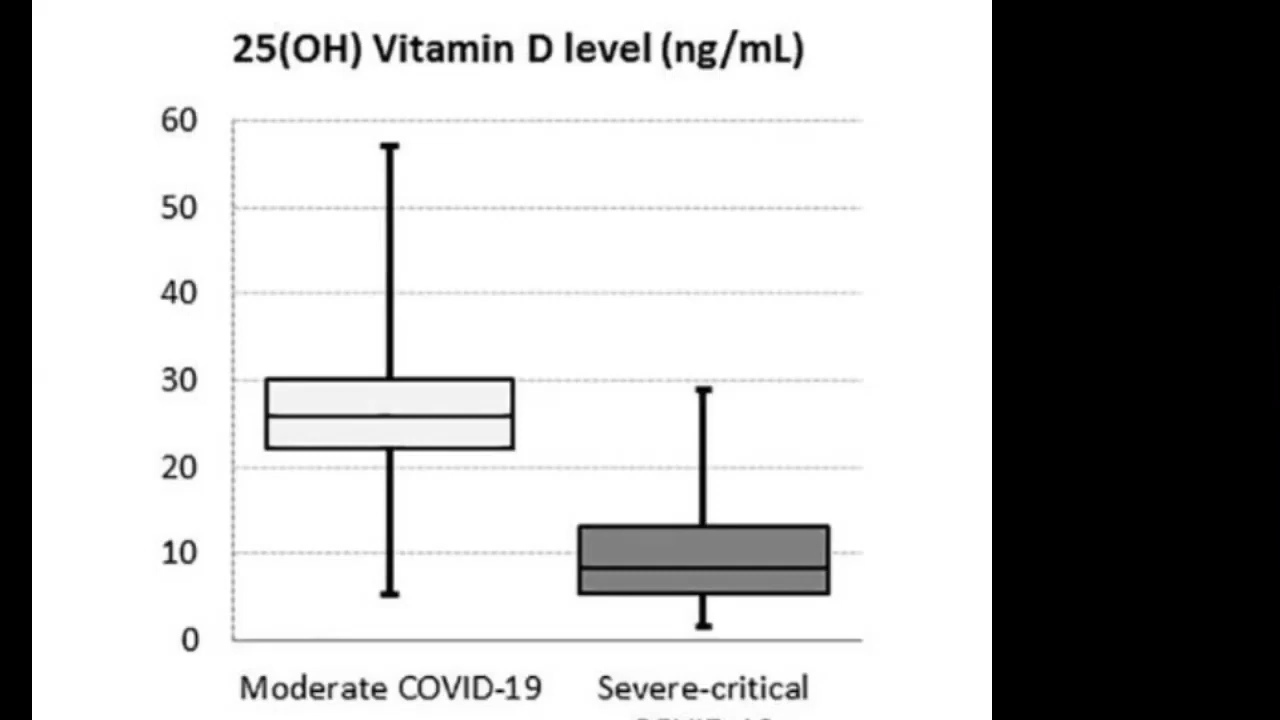 25(OH) Vitamin D level (ng/mL)
60
50
40
30
20
10
0
Moderate COVID-19
Severe-critical